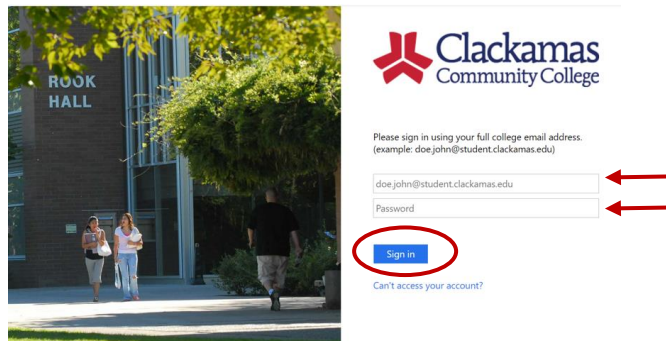 ROOK
HALL
Clackamas
Community College
Please sign in using your full college email address.
(example: doe.john@student.clackamas.edu)
doe.john@student.clackamas.edu
Password
Sign in
Can't access your account?